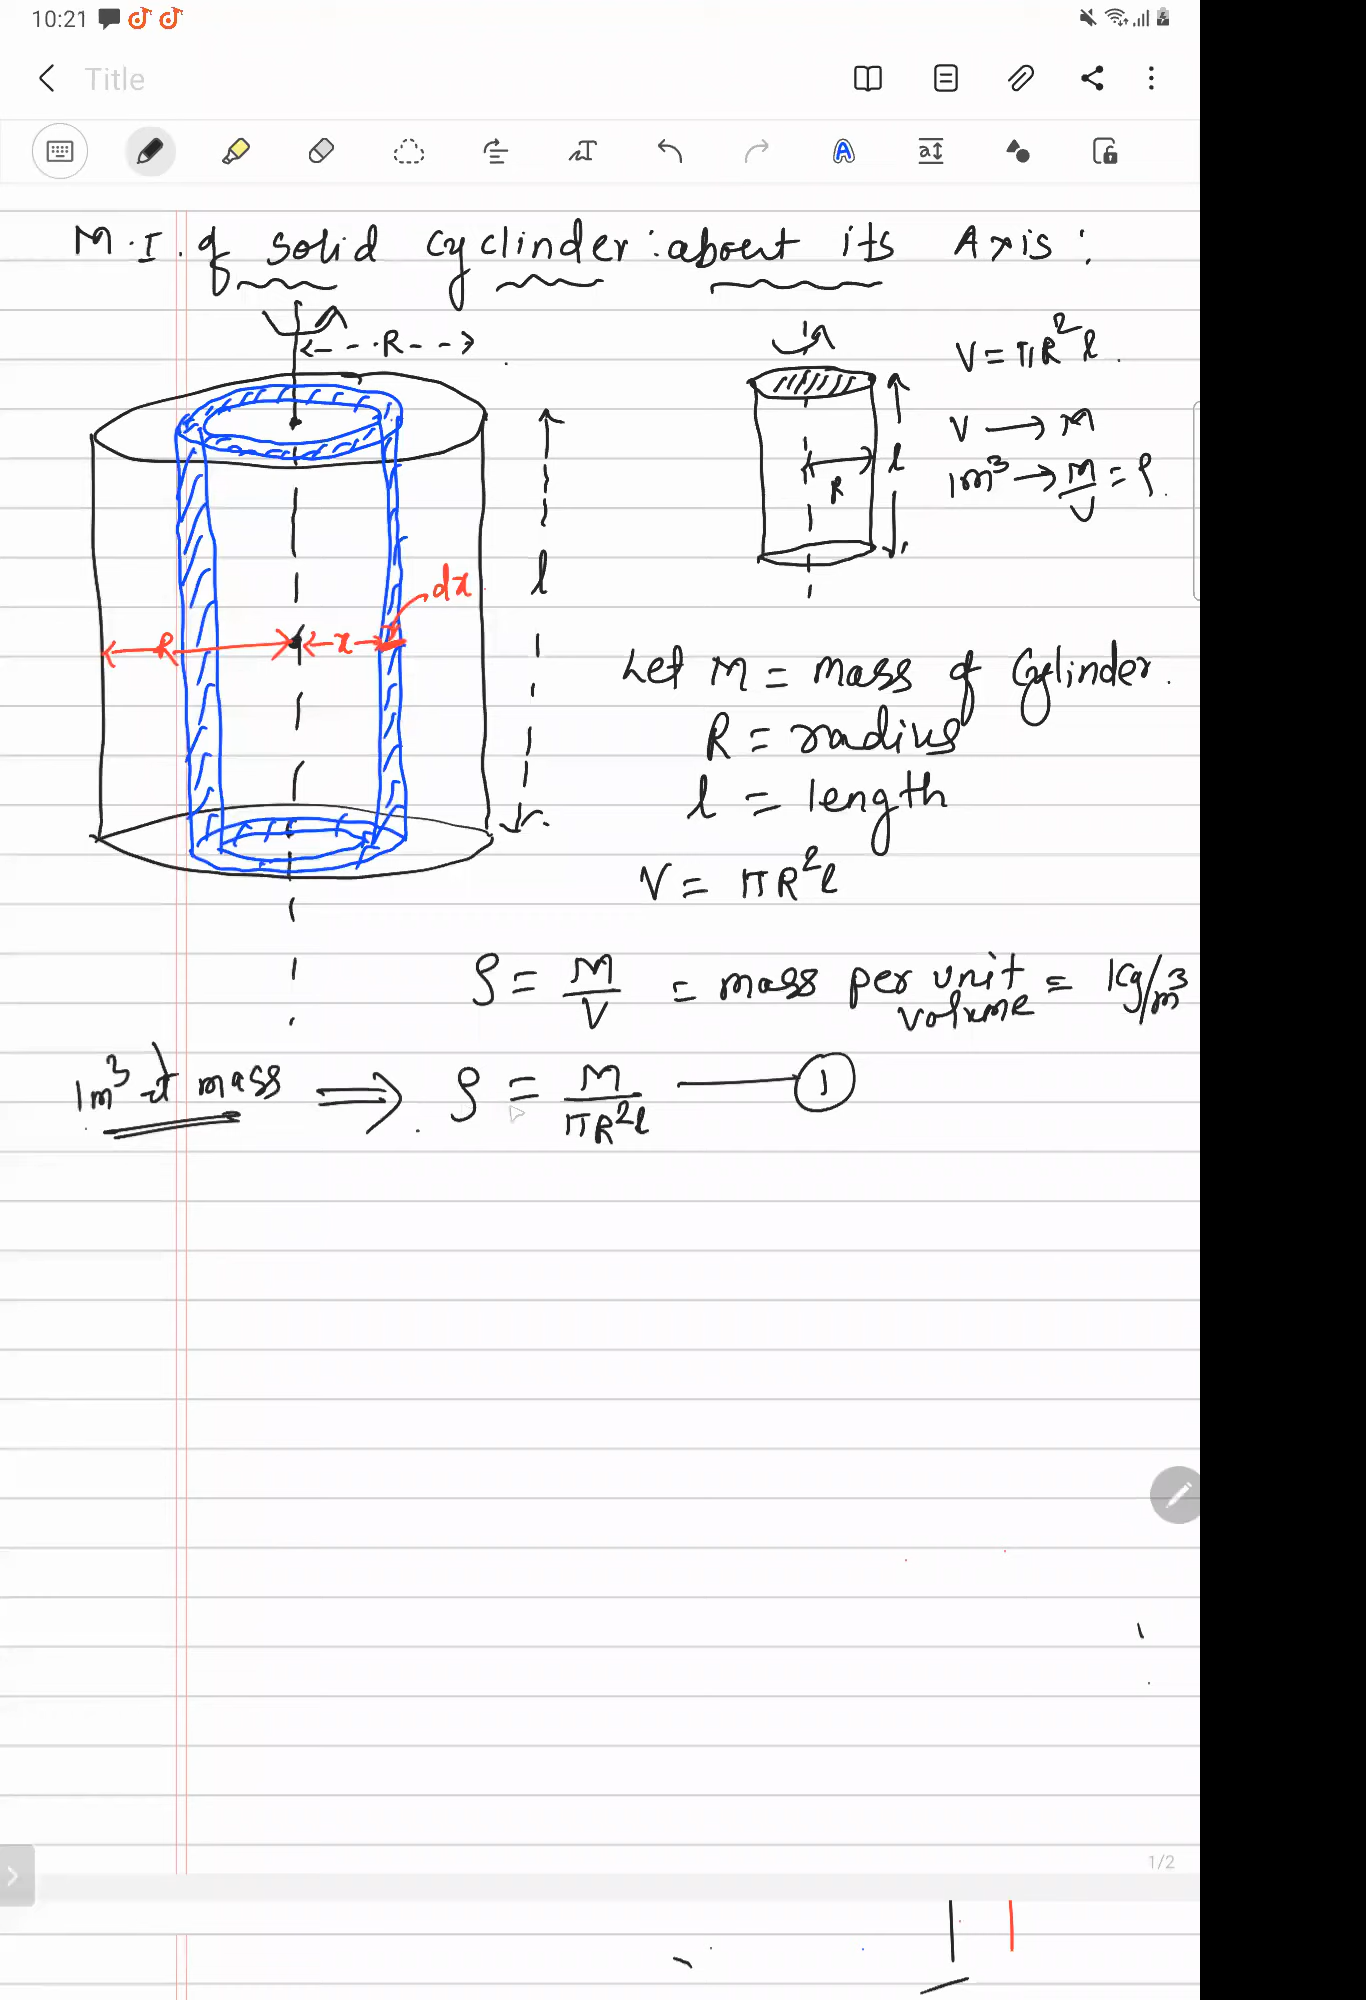 10:21
Title
M.I. of solid cylinder: about its Axis:
R
R
x
dx
l
l
R
V = πR²l.
V → M
1m³ → M/V = ρ.
Let M = mass of Cylinder.
R = radius
l = length
V = πR²l
ρ = M/V = mass per unit volume = Kg/m³
1m³ mass ⟹ ρ = M/πR²l — ①
1/2